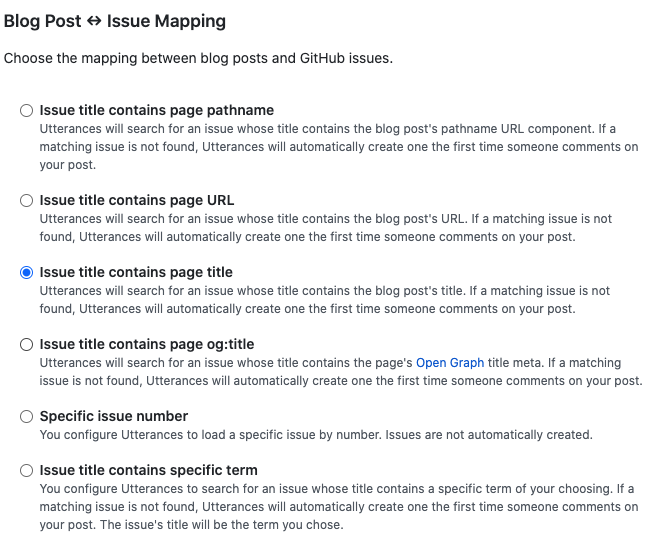 Blog Post ↔ Issue Mapping
Choose the mapping between blog posts and GitHub issues.
Issue title contains page pathname
Utterances will search for an issue whose title contains the blog post's pathname URL component. If a
matching issue is not found, Utterances will automatically create one the first time someone comments on
your post.
Issue title contains page URL
Utterances will search for an issue whose title contains the blog post's URL. If a matching issue is not
found, Utterances will automatically create one the first time someone comments on your post.
Issue title contains page title
Utterances will search for an issue whose title contains the blog post's title. If a matching issue is not
found, Utterances will automatically create one the first time someone comments on your post.
Issue title contains page og:title
Utterances will search for an issue whose title contains the page's Open Graph title meta. If a matching
issue is not found, Utterances will automatically create one the first time someone comments on your post.
Specific issue number
You configure Utterances to load a specific issue by number. Issues are not automatically created.
Issue title contains specific term
You configure Utterances to search for an issue whose title contains a specific term of your choosing. If a
matching issue is not found, Utterances will automatically create one the first time someone comments on
your post. The issue's title will be the term you chose.